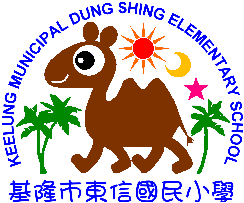 KEELUNG MUNICIPAL DUNG SHING ELEMENTARY SCHOOL
基隆市東信國民小學